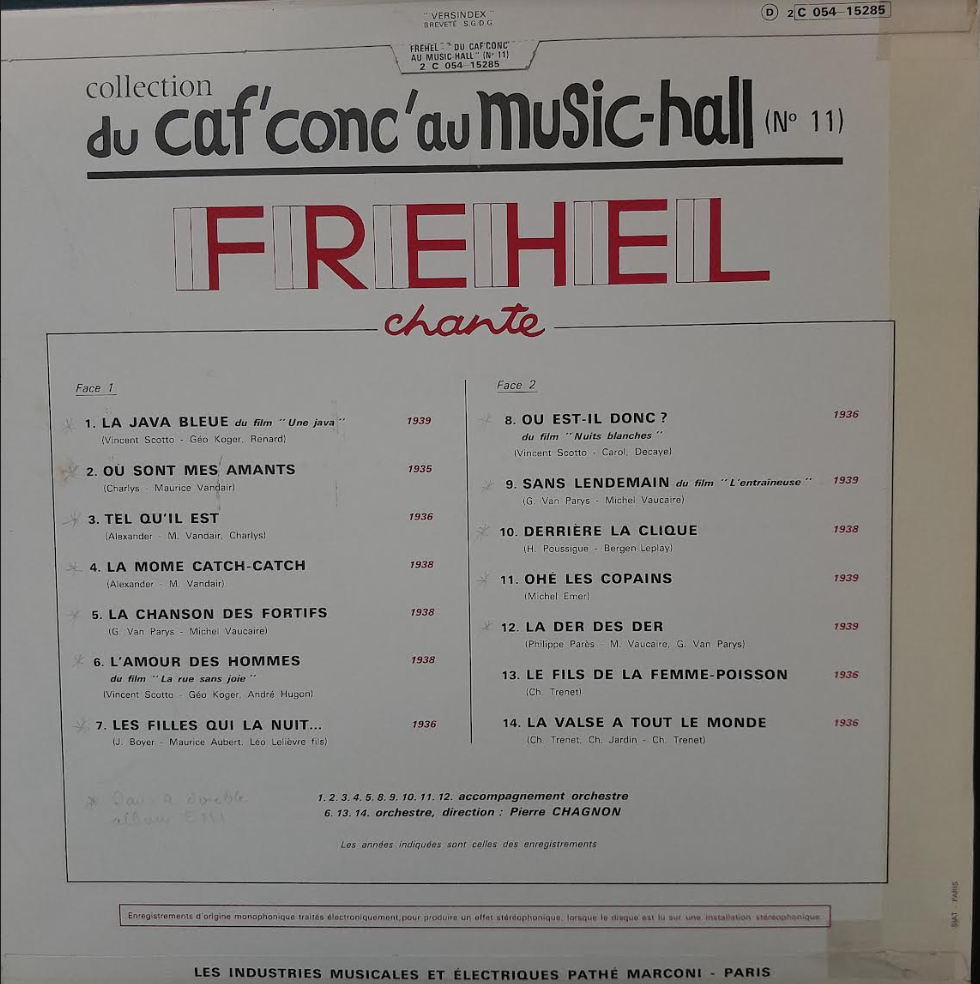 "VERSINDEX"
BREVETÉ S.G.D.G.
D 2 C 054-15285
FREHEL - "DU CAF'CONC'
AU MUSIC-HALL" (Nº 11)
2 C 054-15285
collection
du caf'conc'au music-hall (Nº 11)
FREHEL
chante
Face 1
1. LA JAVA BLEUE du film "Une java" 1939
(Vincent Scotto - Géo Koger, Renard)
2. OÙ SONT MES AMANTS 1935
(Charlys - Maurice Vandair)
3. TEL QU'IL EST 1936
(Alexander - M. Vandair, Charlys)
4. LA MOME CATCH-CATCH 1938
(Alexander - M. Vandair)
5. LA CHANSON DES FORTIFS 1938
(G. Van Parys - Michel Vaucaire)
6. L'AMOUR DES HOMMES 1938
du film "La rue sans joie"
(Vincent Scotto - Géo Koger, André Hugon)
7. LES FILLES QUI LA NUIT... 1936
(J. Boyer - Maurice Aubert, Léo Lelièvre fils)
Face 2
8. OU EST-IL DONC ? 1936
du film "Nuits blanches"
(Vincent Scotto - Carol, Decaye)
9. SANS LENDEMAIN du film "L'entraineuse" 1939
(G. Van Parys - Michel Vaucaire)
10. DERRIÈRE LA CLIQUE 1938
(H. Poussigue - Bergen Leplay)
11. OHÉ LES COPAINS 1939
(Michel Emer)
12. LA DER DES DER 1939
(Philippe Parès - M. Vaucaire, G. Van Parys)
13. LE FILS DE LA FEMME-POISSON 1936
(Ch. Trenet)
14. LA VALSE A TOUT LE MONDE 1936
(Ch. Trenet, Ch. Jardin - Ch. Trenet)
1. 2. 3. 4. 5. 8. 9. 10. 11. 12. accompagnement orchestre
6. 13. 14. orchestre, direction : Pierre CHAGNON
Les années indiquées sont celles des enregistrements
double
album EMI
Enregistrements d'origine monophonique traités électroniquement, pour produire un effet stéréophonique, lorsque le disque est lu sur une installation stéréophonique.
SIAT - PARIS
LES INDUSTRIES MUSICALES ET ÉLECTRIQUES PATHÉ MARCONI - PARIS